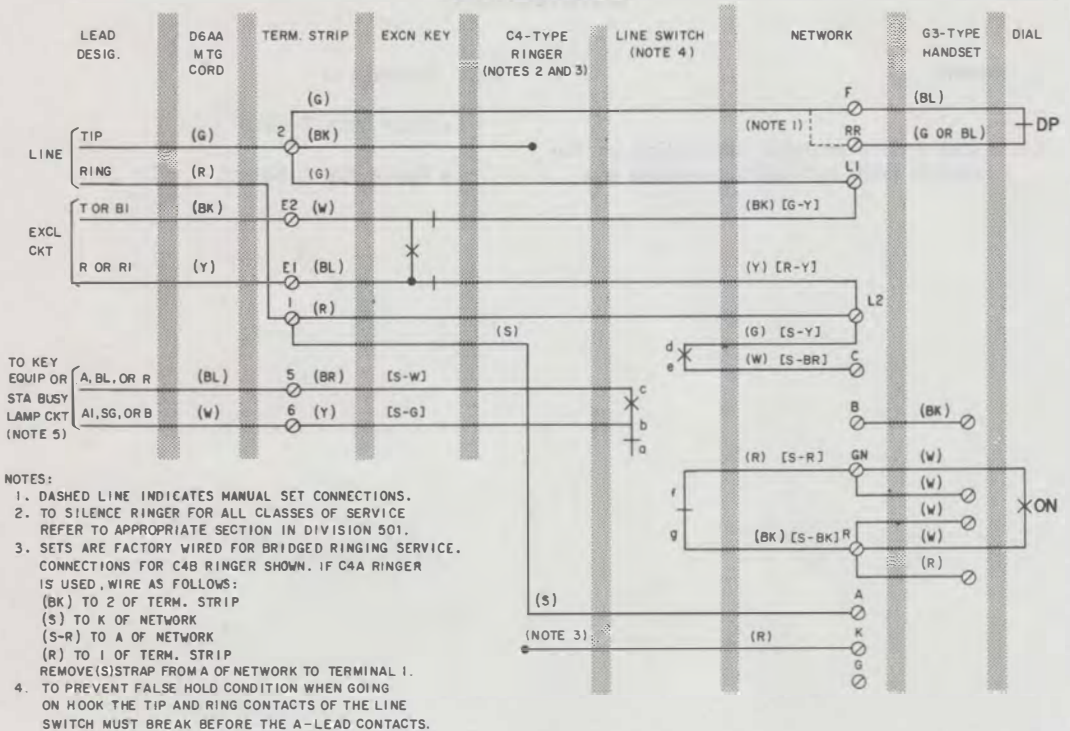 LEAD DESIG.
D6AA MTG CORD
TERM. STRIP
EXCN KEY
C4-TYPE RINGER (NOTES 2 AND 3)
LINE SWITCH (NOTE 4)
NETWORK
G3-TYPE HANDSET
DIAL
(G)
F
(BL)
LINE
TIP
(G)
2
(BK)
(NOTE 1)
RR
(G OR BL)
DP
RING
(R)
(G)
L1
EXCL CKT
T OR B1
(BK)
E2
(W)
(BK) [G-Y]
R OR R1
(Y)
E1
(BL)
(Y) [R-Y]
1
(R)
L2
(S)
(G) [S-Y]
d
e
(W) [S-BR]
C
TO KEY EQUIP OR STA BUSY LAMP CKT (NOTE 5)
A, BL, OR R
(BL)
5
(BR)
[S-W]
c
A1, SG, OR B
(W)
6
(Y)
[S-G]
b
a
B
(BK)
(R) [S-R]
GN
(W)
(W)
f
(W)
ON
g
(BK) [S-BK]
R
(W)
(R)
(S)
A
(NOTE 3)
(R)
K
G
NOTES:
1. DASHED LINE INDICATES MANUAL SET CONNECTIONS.
2. TO SILENCE RINGER FOR ALL CLASSES OF SERVICE
REFER TO APPROPRIATE SECTION IN DIVISION 501.
3. SETS ARE FACTORY WIRED FOR BRIDGED RINGING SERVICE.
CONNECTIONS FOR C4B RINGER SHOWN. IF C4A RINGER
IS USED, WIRE AS FOLLOWS:
(BK) TO 2 OF TERM. STRIP
(S) TO K OF NETWORK
(S-R) TO A OF NETWORK
(R) TO 1 OF TERM. STRIP
REMOVE(S)STRAP FROM A OF NETWORK TO TERMINAL 1.
4. TO PREVENT FALSE HOLD CONDITION WHEN GOING
ON HOOK THE TIP AND RING CONTACTS OF THE LINE
SWITCH MUST BREAK BEFORE THE A-LEAD CONTACTS.